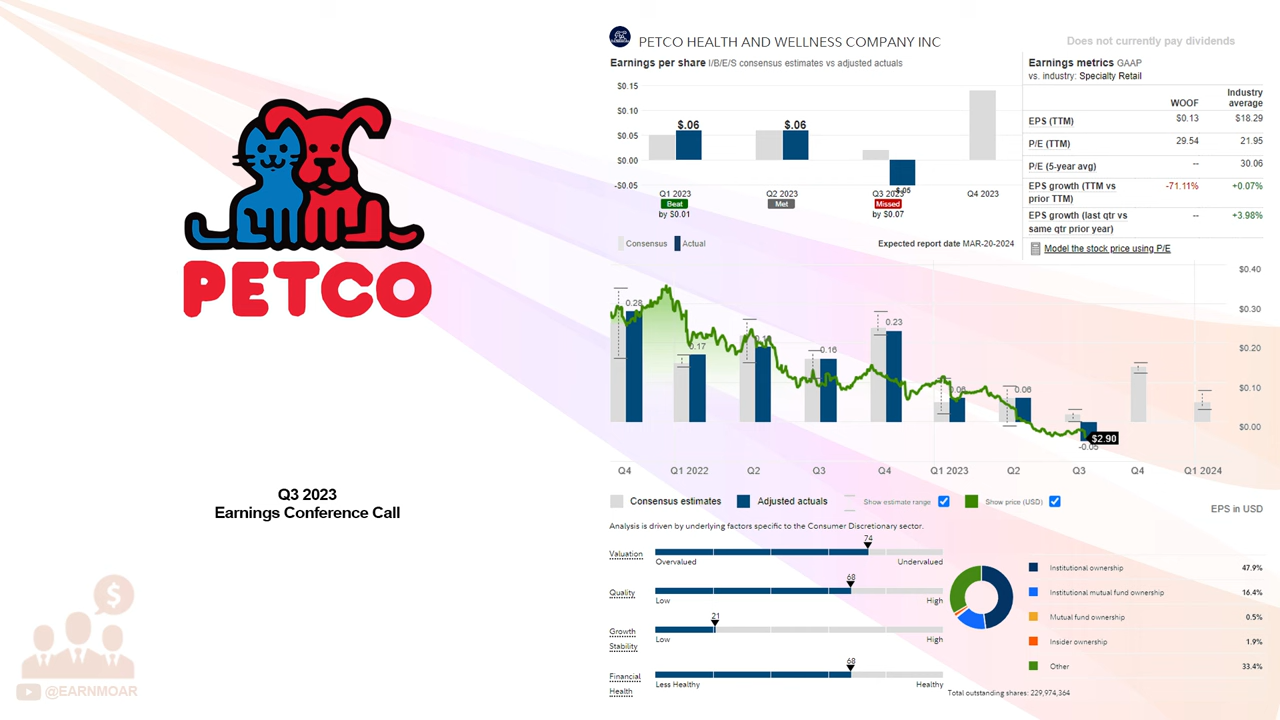 PETCO
Q3 2023
Earnings Conference Call
@EARNMOAR
PETCO HEALTH AND WELLNESS COMPANY INC
Does not currently pay dividends
Earnings per share I/B/E/S consensus estimates vs adjusted actuals
$0.15
$0.10
$0.05
$0.00
-$0.05
$.06
$.06
-$.05
Q1 2023
Q2 2023
Q3 2023
Q4 2023
Beat
Met
Missed
by $0.01
by $0.07
Consensus
Actual
Expected report date MAR-20-2024
Earnings metrics GAAP
vs. industry: Specialty Retail
WOOF
Industry average
EPS (TTM) $0.13 $18.29
P/E (TTM) 29.54 21.95
P/E (5-year avg) -- 30.06
EPS growth (TTM vs prior TTM) -71.11% +0.07%
EPS growth (last qtr vs same qtr prior year) -- +3.98%
Model the stock price using P/E
$0.40
$0.30
$0.20
$0.10
$0.00
0.28
0.17
0.16
0.23
0.06
0.06
-0.05
$2.90
Q4
Q1 2022
Q2
Q3
Q4
Q1 2023
Q2
Q3
Q4
Q1 2024
Consensus estimates
Adjusted actuals
Show estimate range
Show price (USD)
EPS in USD
Analysis is driven by underlying factors specific to the Consumer Discretionary sector.
Valuation
74
Overvalued
Undervalued
Quality
68
Low
High
Growth Stability
21
Low
High
Financial Health
68
Less Healthy
Healthy
Institutional ownership 47.9%
Institutional mutual fund ownership 16.4%
Mutual fund ownership 0.5%
Insider ownership 1.9%
Other 33.4%
Total outstanding shares: 229,974,364